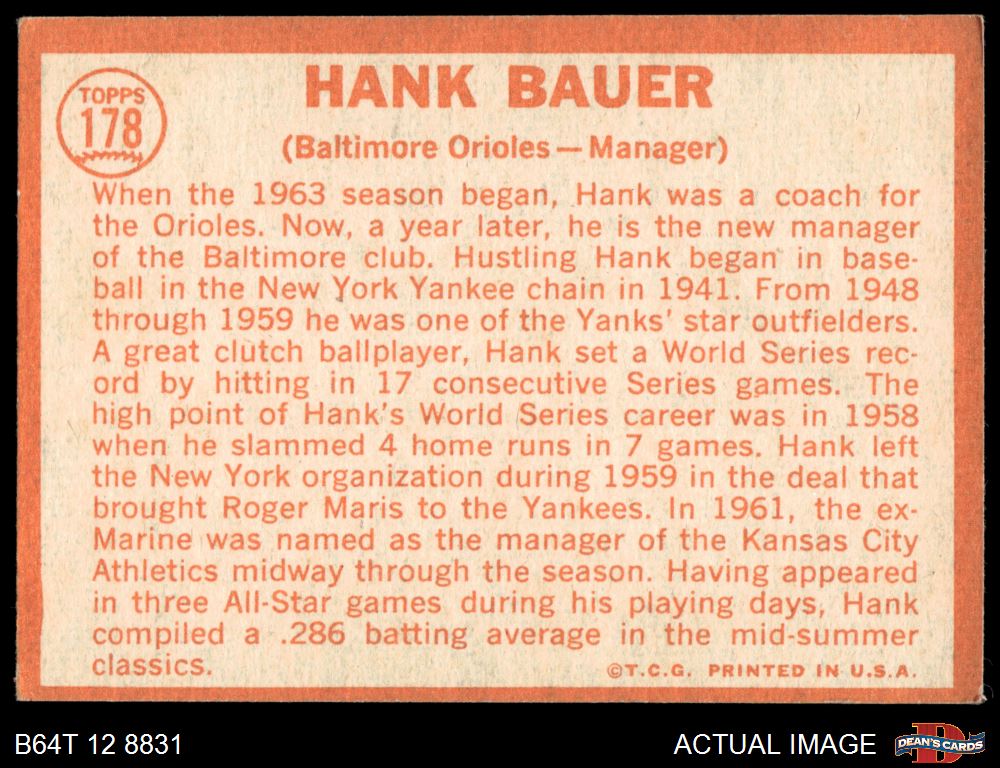 TOPPS
178
HANK BAUER
(Baltimore Orioles — Manager)
When the 1963 season began, Hank was a coach for
the Orioles. Now, a year later, he is the new manager
of the Baltimore club. Hustling Hank began in base-
ball in the New York Yankee chain in 1941. From 1948
through 1959 he was one of the Yanks' star outfielders.
A great clutch ballplayer, Hank set a World Series rec-
ord by hitting in 17 consecutive Series games. The
high point of Hank's World Series career was in 1958
when he slammed 4 home runs in 7 games. Hank left
the New York organization during 1959 in the deal that
brought Roger Maris to the Yankees. In 1961, the ex-
Marine was named as the manager of the Kansas City
Athletics midway through the season. Having appeared
in three All-Star games during his playing days, Hank
compiled a .286 batting average in the mid-summer
classics.
©T.C.G. PRINTED IN U.S.A.
B64T 12 8831
ACTUAL IMAGE
D
DEAN'S CARDS